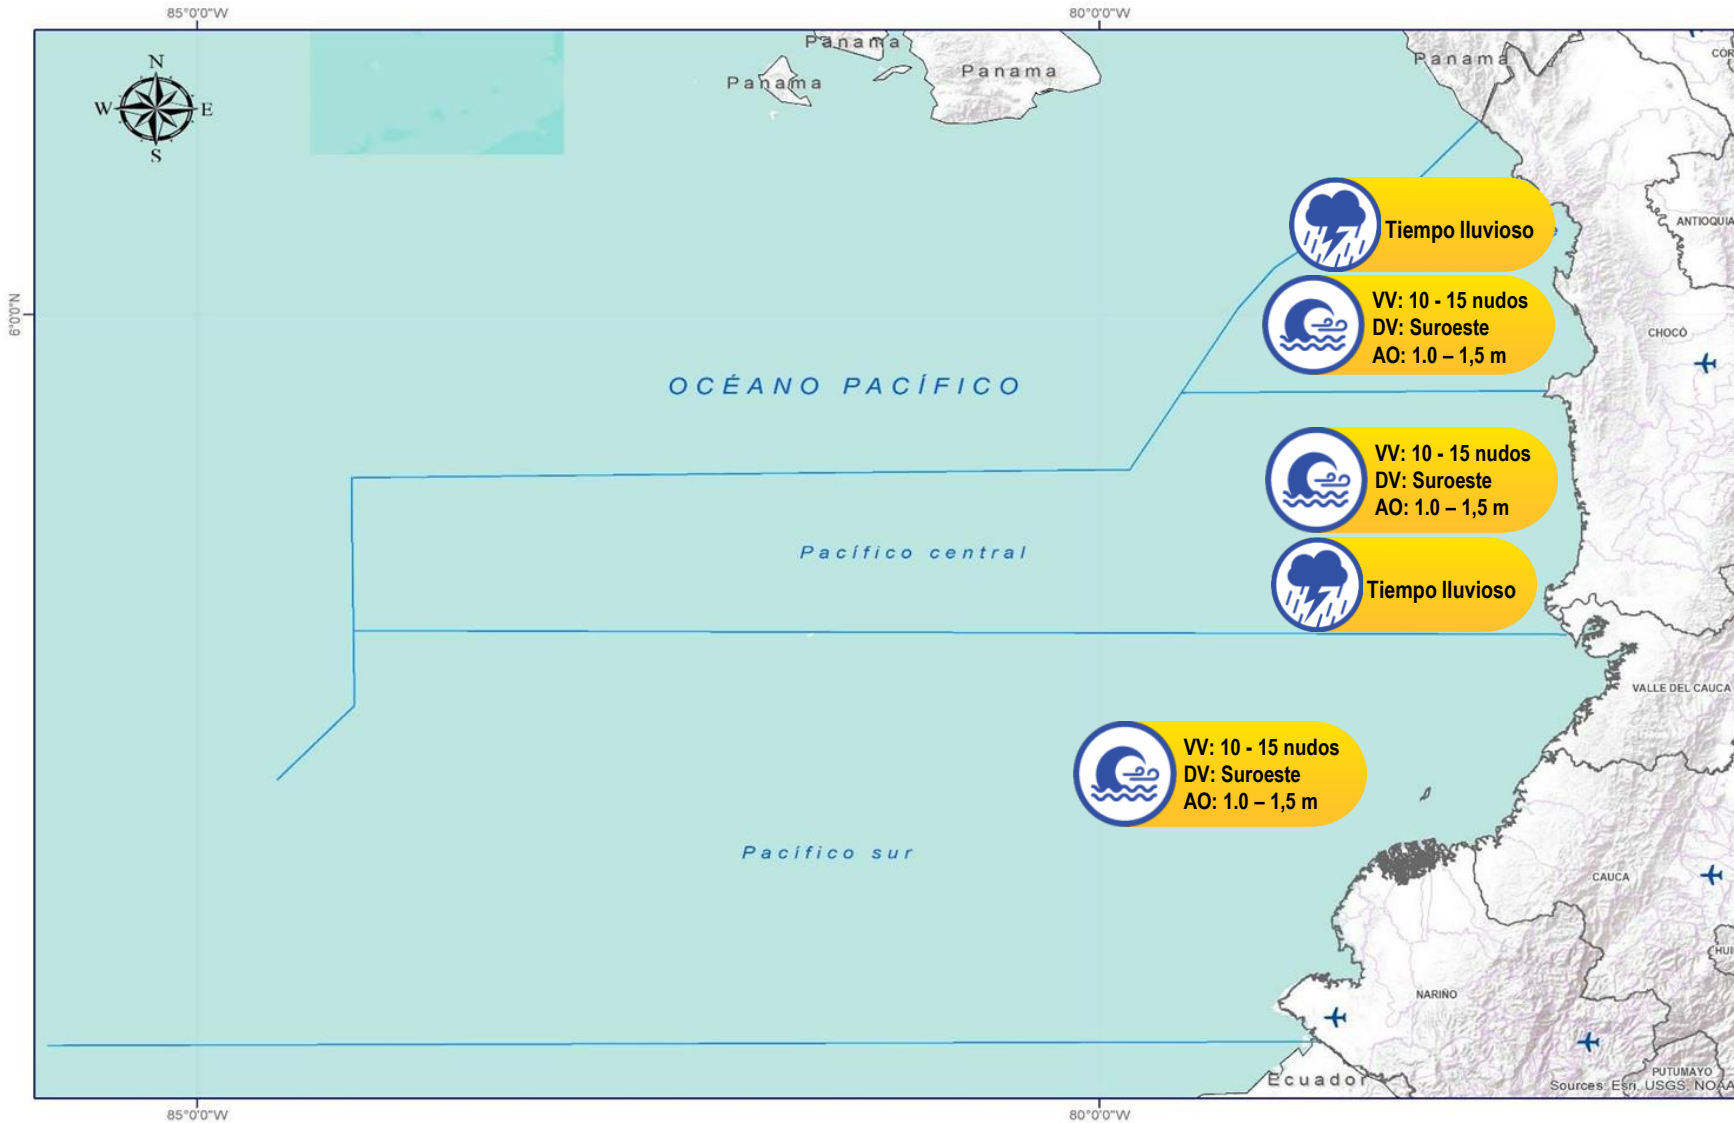 85°0'0"W
80°0'0"W
N
W
E
S
Panama
Panama
Panama
Panama
ANTIOQUIA
Tiempo lluvioso
6°0'0"N
VV: 10 - 15 nudos
DV: Suroeste
AO: 1.0 – 1,5 m
CHOCÓ
OCÉANO PACÍFICO
VV: 10 - 15 nudos
DV: Suroeste
AO: 1.0 – 1,5 m
Pacífico central
Tiempo lluvioso
VALLE DEL CAUCA
VV: 10 - 15 nudos
DV: Suroeste
AO: 1.0 – 1,5 m
Pacífico sur
CAUCA
HUI
NARIÑO
PUTUMAYO
Ecuador
Sources: Esri, USGS, NOAA
85°0'0"W
80°0'0"W